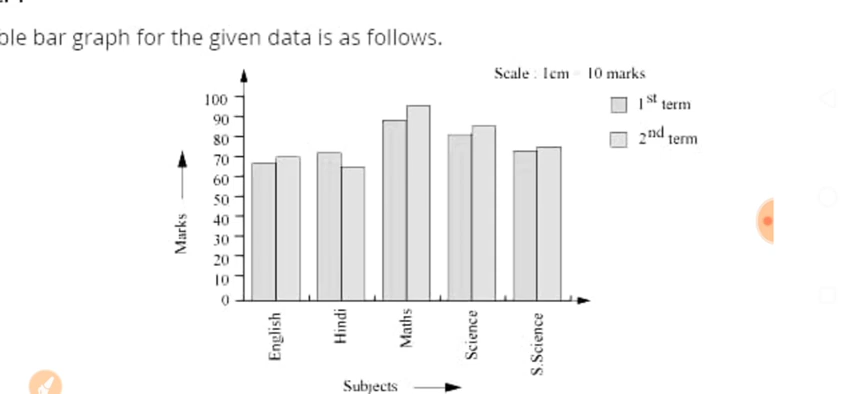 ble bar graph for the given data is as follows.
Scale : 1cm = 10 marks
1st term
2nd term
100
90
80
70
60
50
40
30
20
10
0
Marks
English
Hindi
Maths
Science
S.Science
Subjects